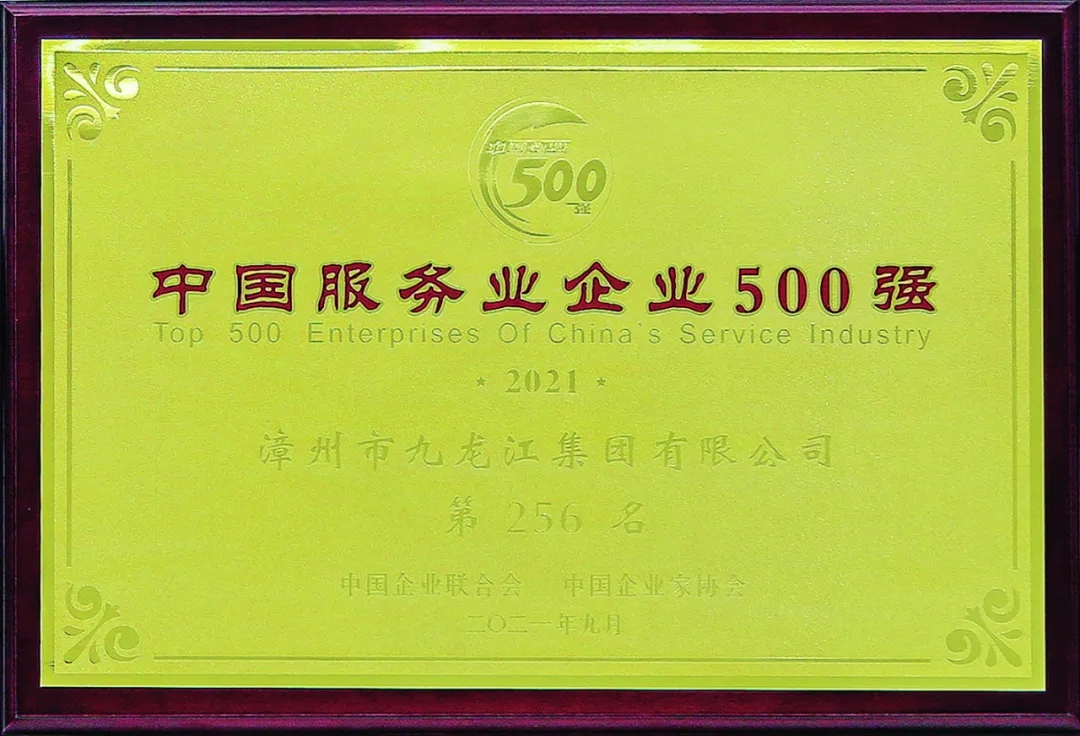 500
强
中国服务业企业500强
Top 500 Enterprises Of China`s Service Industry
★ 2021 ★
漳州市九龙江集团有限公司
第 256 名
中国企业联合会 中国企业家协会
二〇二一年九月